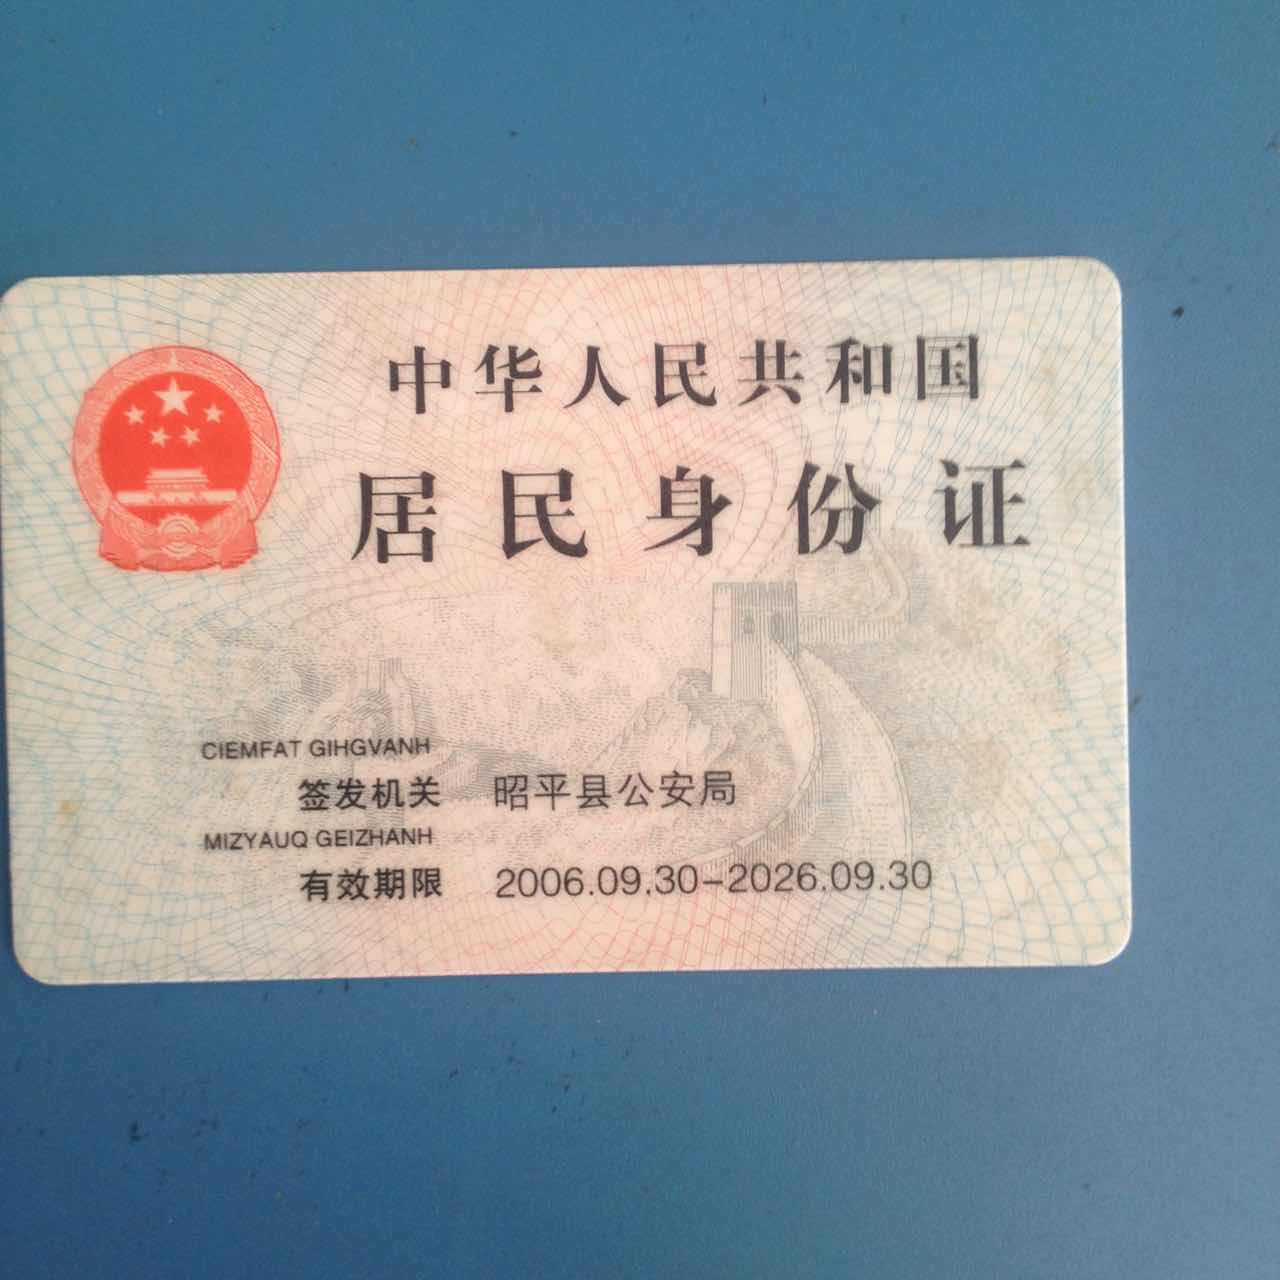 中华人民共和国
居民身份证
CIEMFAT GIHGVANH
签发机关 昭平县公安局
MIZYAUQ GEIZHANH
有效期限 2006.09.30-2026.09.30